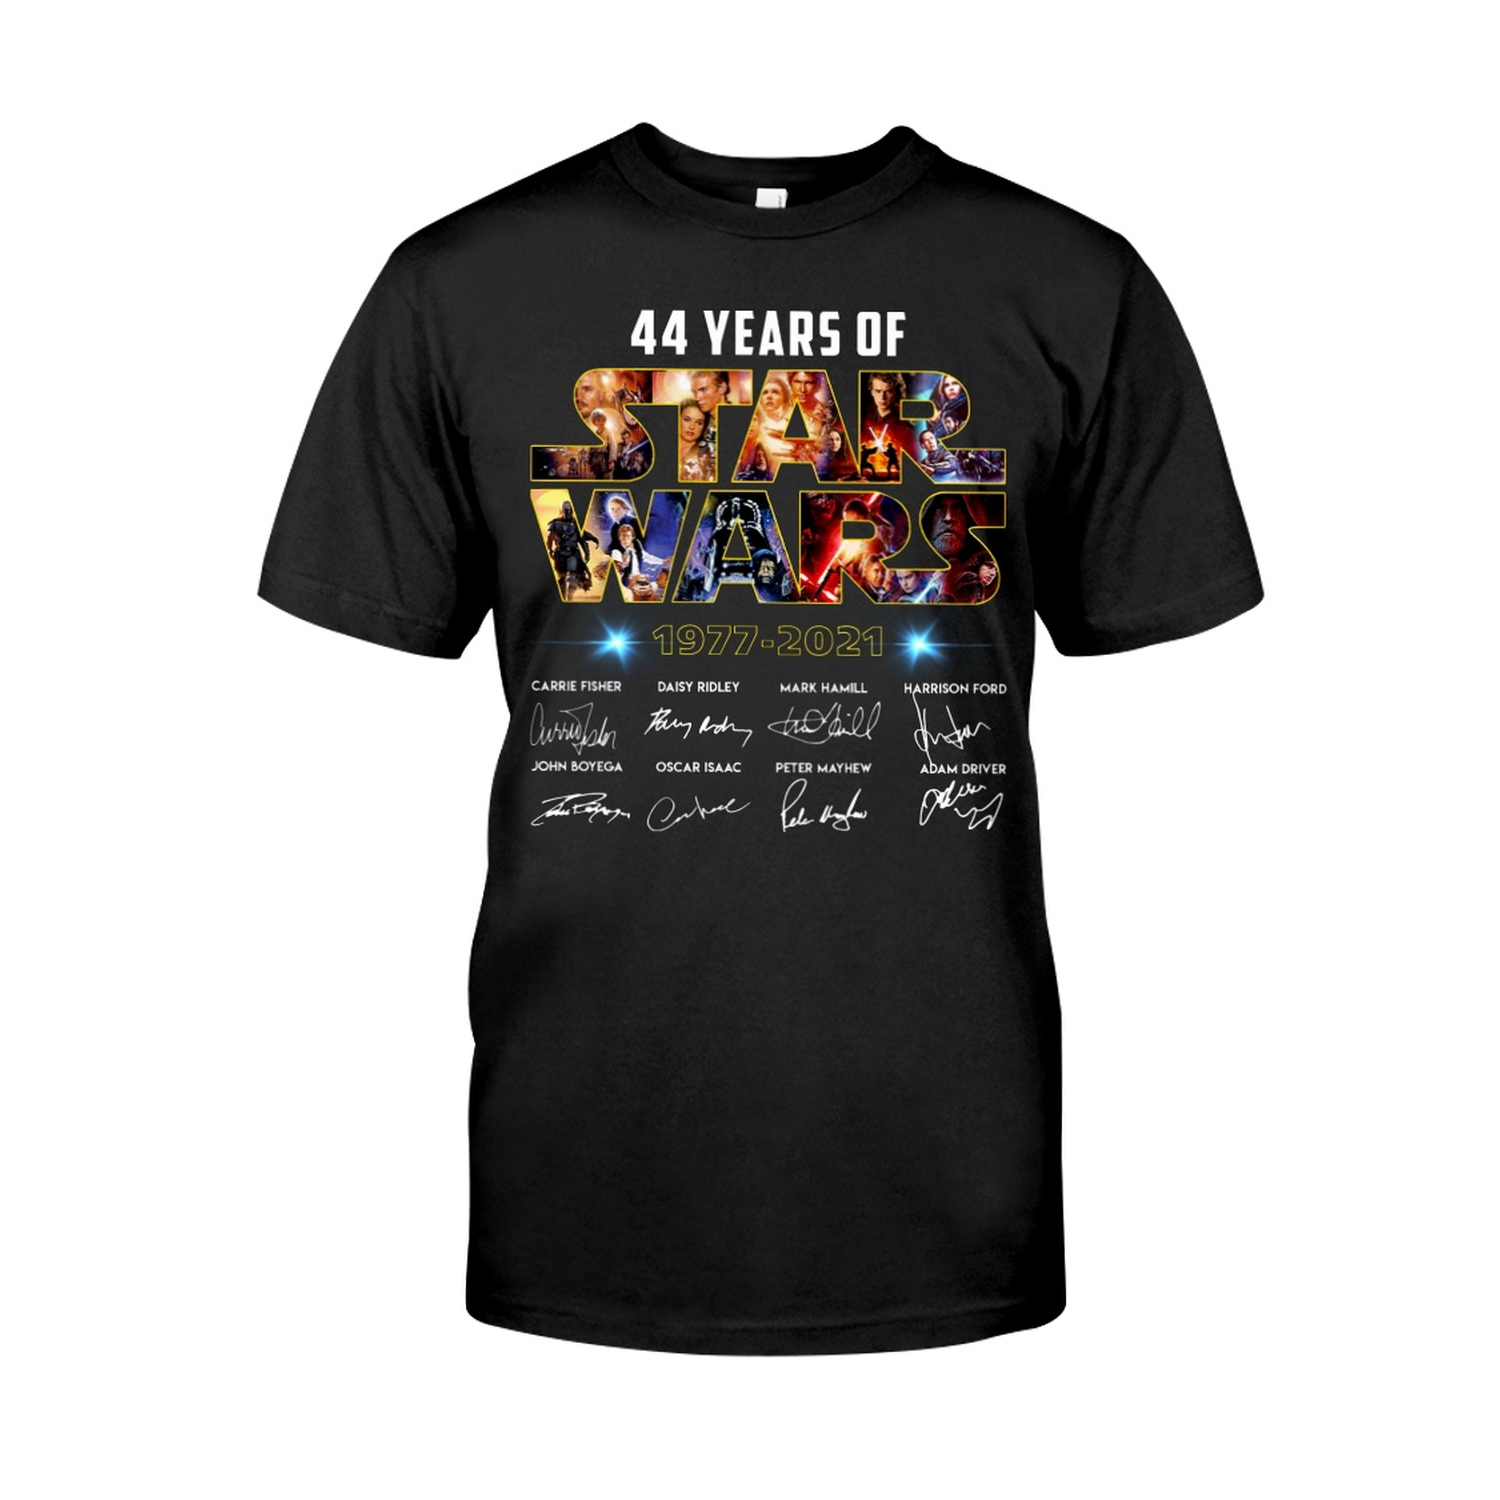 44 YEARS OF
STAR
WARS
1977-2021
CARRIE FISHER DAISY RIDLEY MARK HAMILL HARRISON FORD
JOHN BOYEGA OSCAR ISAAC PETER MAYHEW ADAM DRIVER